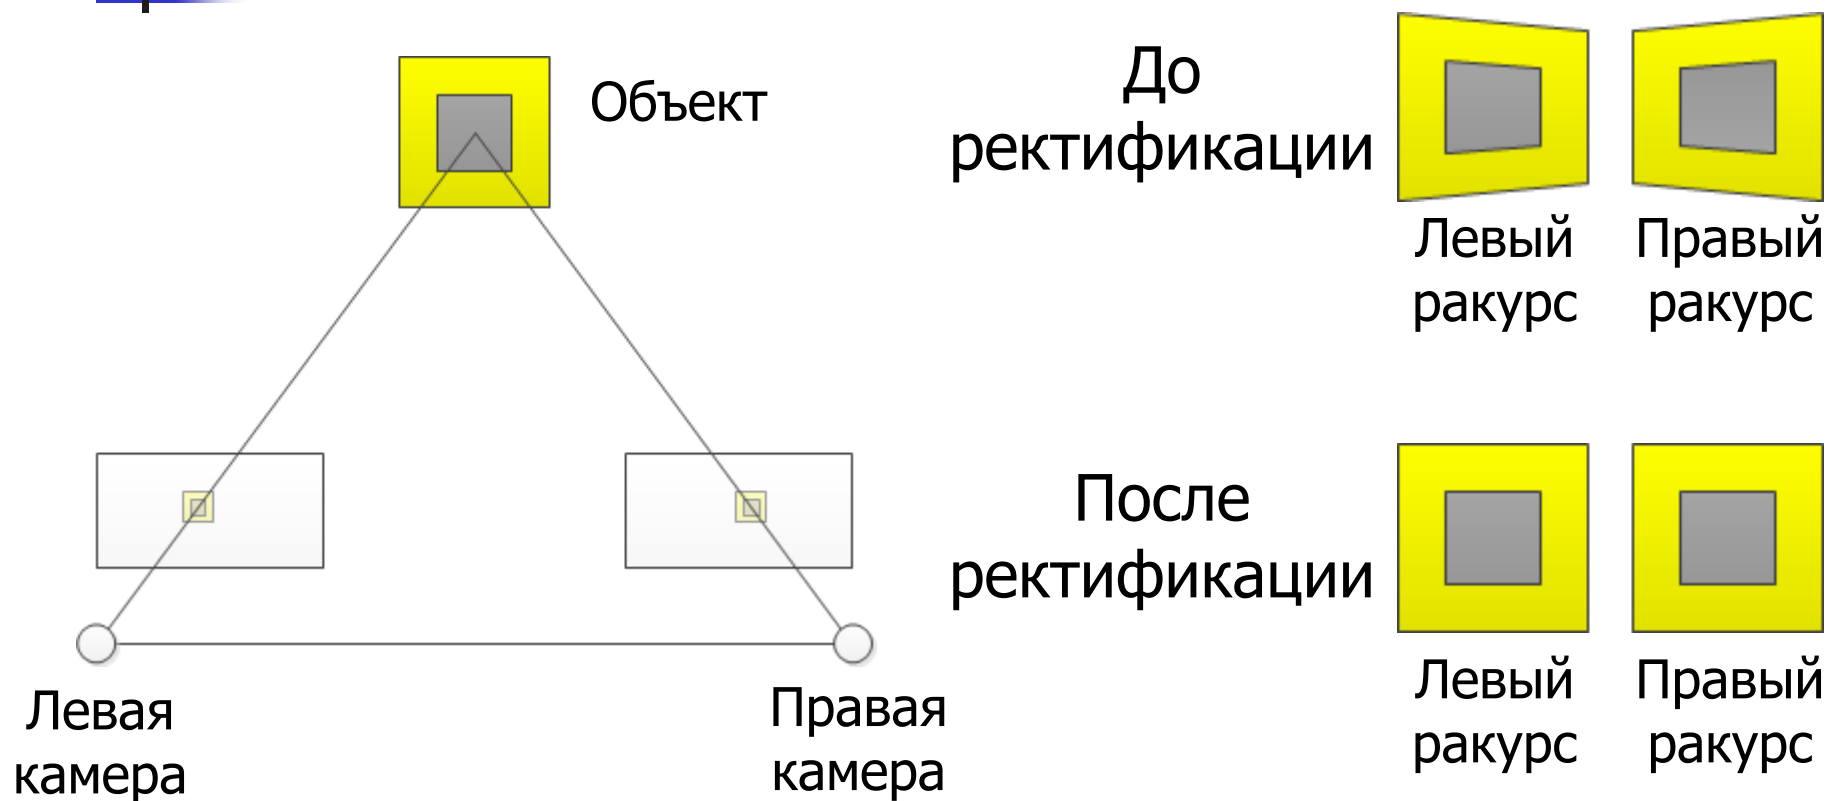 Объект
Левая
камера
Правая
камера
До
ректификации
Левый
ракурс
Правый
ракурс
После
ректификации
Левый
ракурс
Правый
ракурс